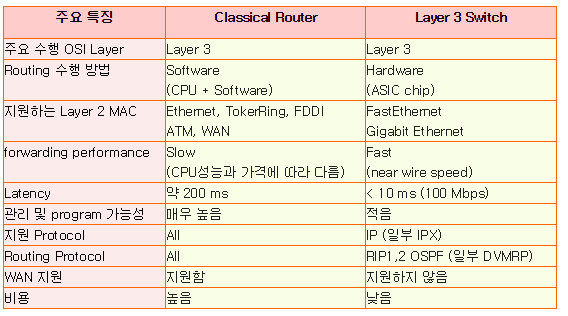 주요 특징 Classical Router Layer 3 Switch
주요 수행 OSI Layer Layer 3 Layer 3
Routing 수행 방법 Software Hardware
(CPU + Software) (ASIC chip)
지원하는 Layer 2 MAC Ethernet, TokerRing, FDDI FastEthernet
ATM, WAN Gigabit Ethernet
forwarding performance Slow Fast
(CPU성능과 가격에 따라 다름) (near wire speed)
Latency 약 200 ms < 10 ms (100 Mbps)
관리 및 program 가능성 매우 높음 적음
지원 Protocol All IP (일부 IPX)
Routing Protocol All RIP1,2 OSPF (일부 DVMRP)
WAN 지원 지원함 지원하지 않음
비용 높음 낮음